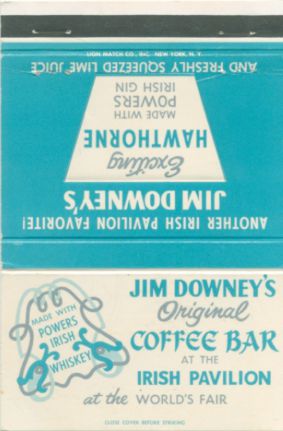 LION MATCH CO., INC. NEW YORK, N. Y.
ANOTHER IRISH PAVILION FAVORITE!
JIM DOWNEY'S
Exciting
HAWTHORNE
MADE WITH
POWERS
IRISH GIN
AND FRESHLY SQUEEZED LIME JUICE
JIM DOWNEY'S
Original
COFFEE BAR
AT THE
IRISH PAVILION
at the WORLD'S FAIR
MADE WITH
POWERS
IRISH
WHISKEY
CLOSE COVER BEFORE STRIKING